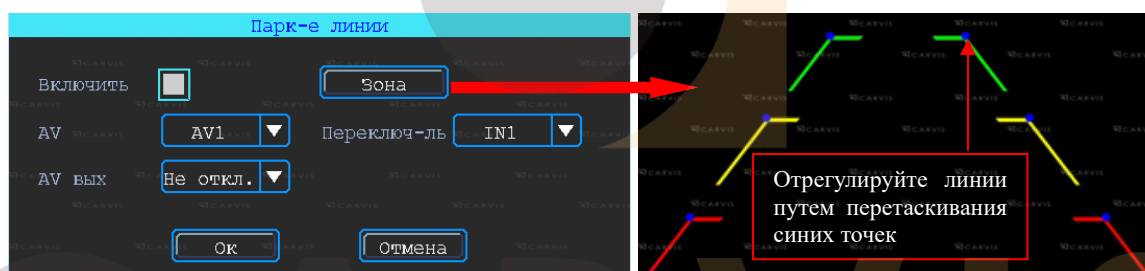 Парк-е линии
Включить
Зона
AV AV1 Переключ-ль IN1
AV вых Не откл.
Ок Отмена
Отрегулируйте линии
путем перетаскивания
синих точек
CARVIS